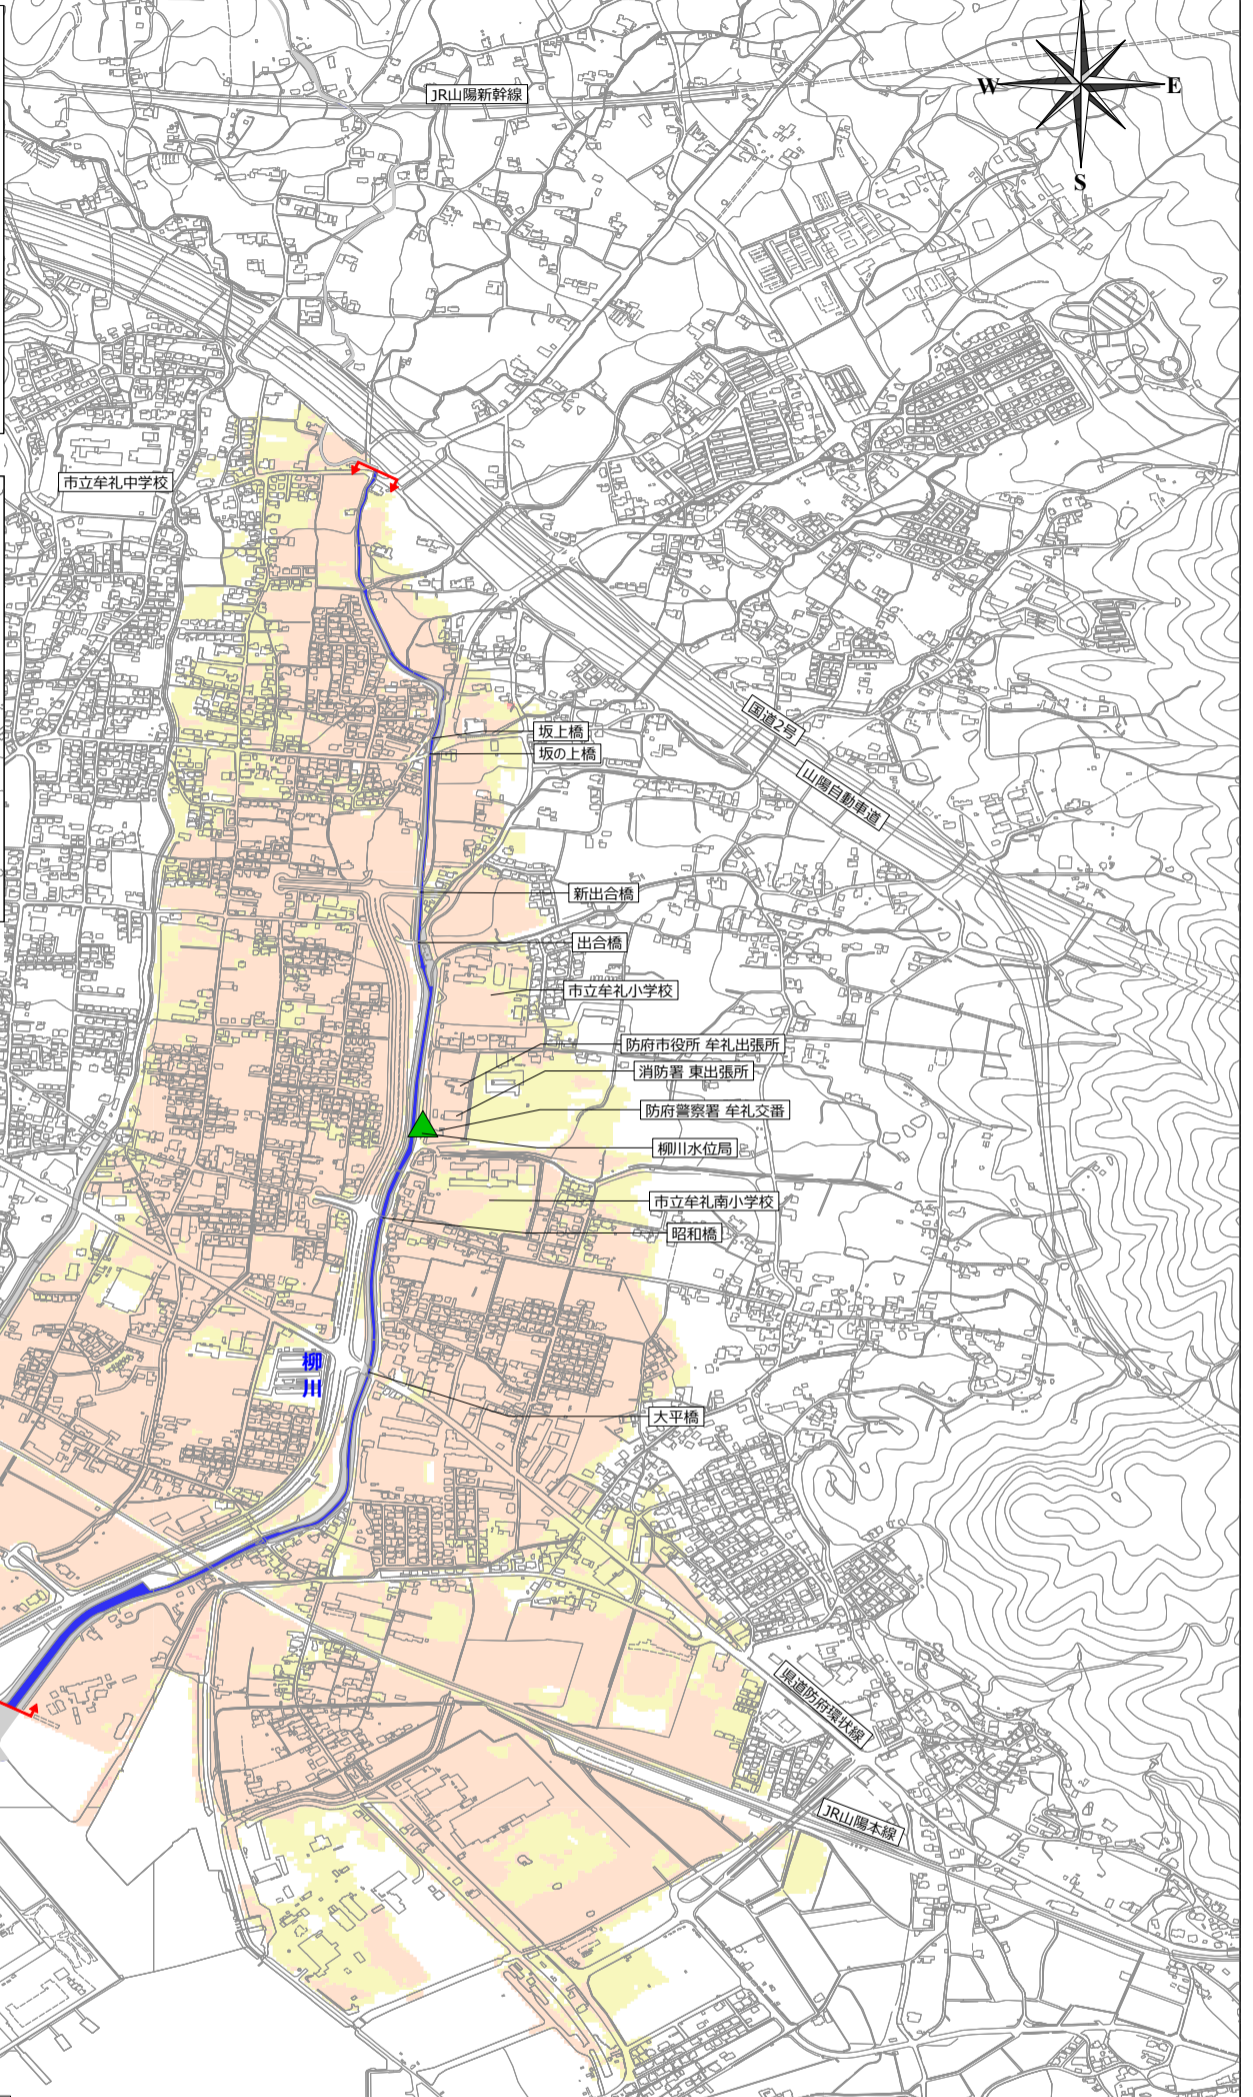 JR山陽新幹線
W
E
S
市立牟礼中学校
国道2号
坂上橋
坂の上橋
山陽自動車道
新出合橋
出合橋
市立牟礼小学校
防府市役所 牟礼出張所
消防署 東出張所
防府警察署 牟礼交番
柳川水位局
市立牟礼南小学校
昭和橋
柳川
大平橋
県道防府環状線
JR山陽本線